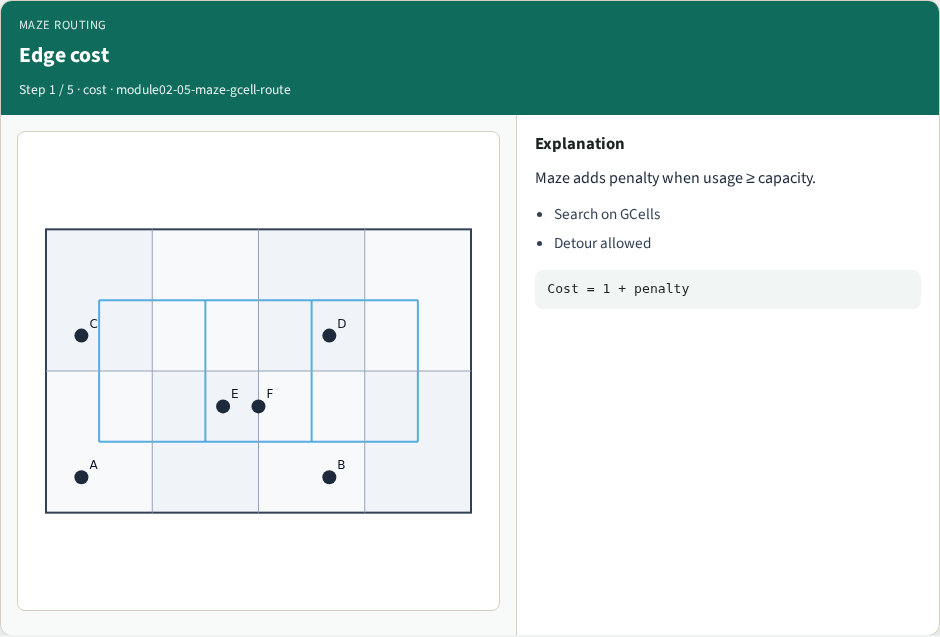 MAZE ROUTING
Edge cost
Step 1 / 5 · cost · module02-05-maze-gcell-route
C
D
E
F
A
B
Explanation
Maze adds penalty when usage ≥ capacity.
• Search on GCells
• Detour allowed
Cost = 1 + penalty